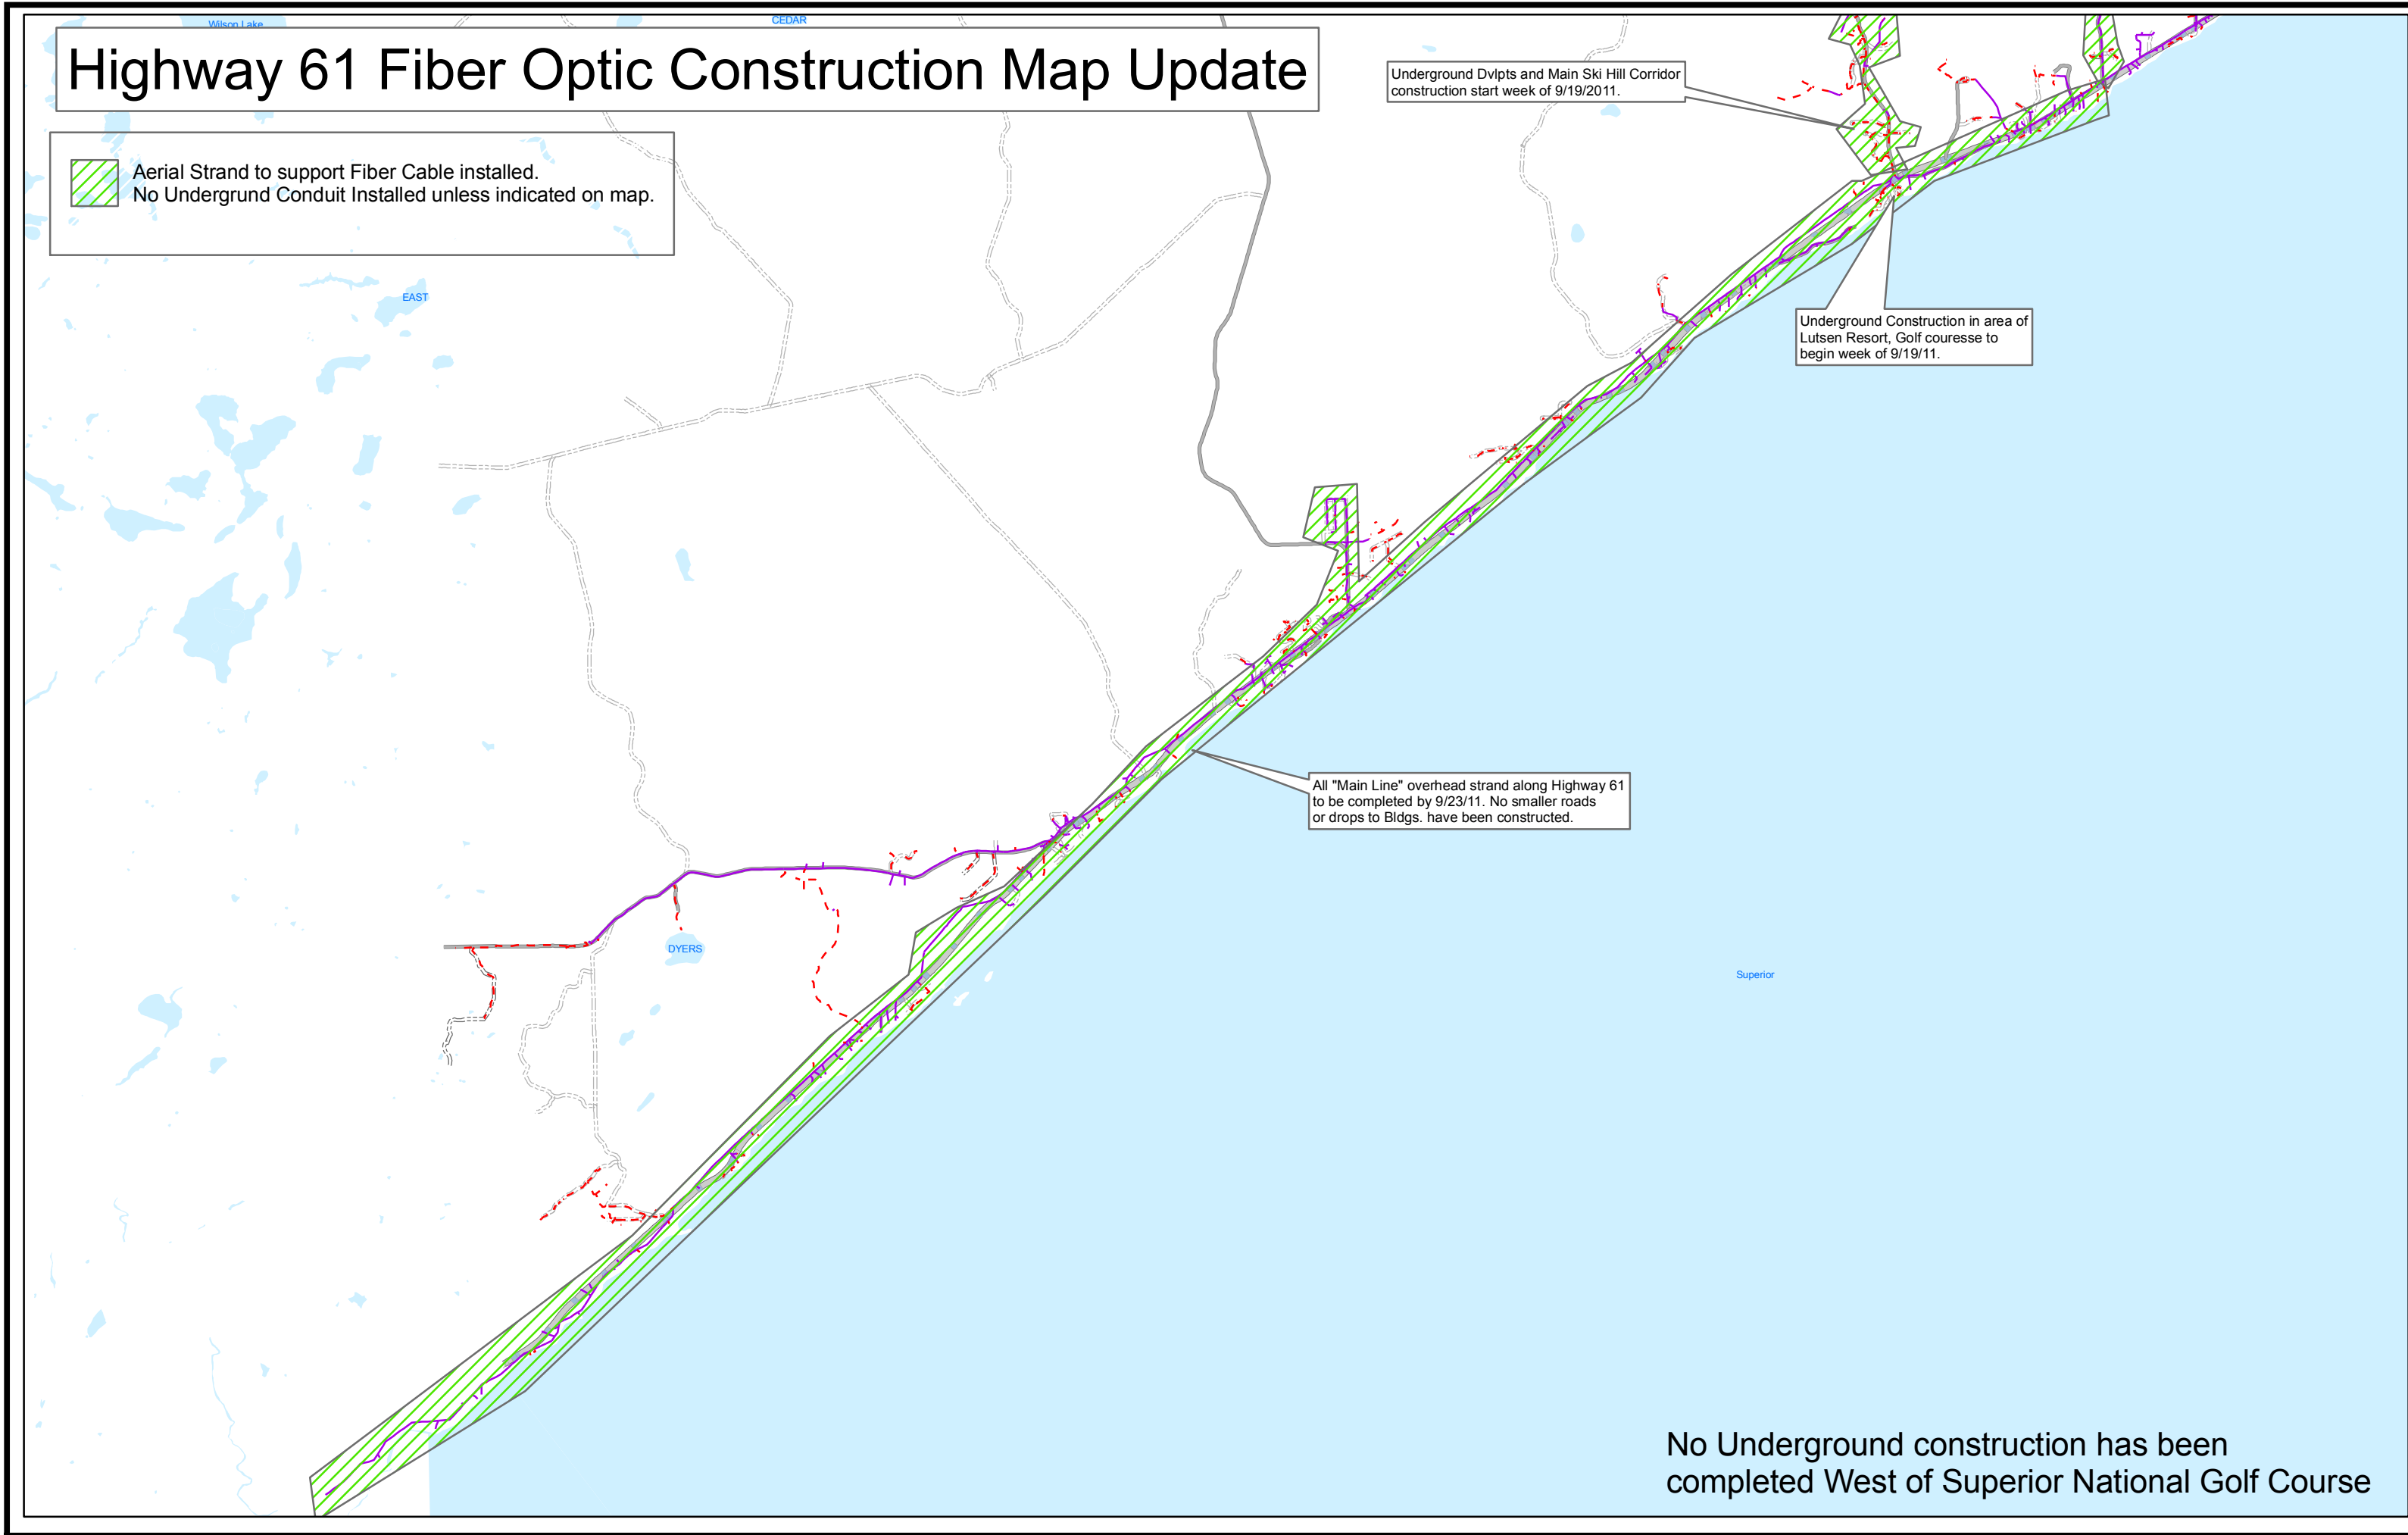 Wilson Lake
CEDAR
Highway 61 Fiber Optic Construction Map Update
Underground Dvlpts and Main Ski Hill Corridor
construction start week of 9/19/2011.
Aerial Strand to support Fiber Cable installed.
No Undergrund Conduit Installed unless indicated on map.
EAST
Underground Construction in area of
Lutsen Resort, Golf couresse to
begin week of 9/19/11.
All "Main Line" overhead strand along Highway 61
to be completed by 9/23/11. No smaller roads
or drops to Bldgs. have been constructed.
DYERS
Superior
No Underground construction has been
completed West of Superior National Golf Course